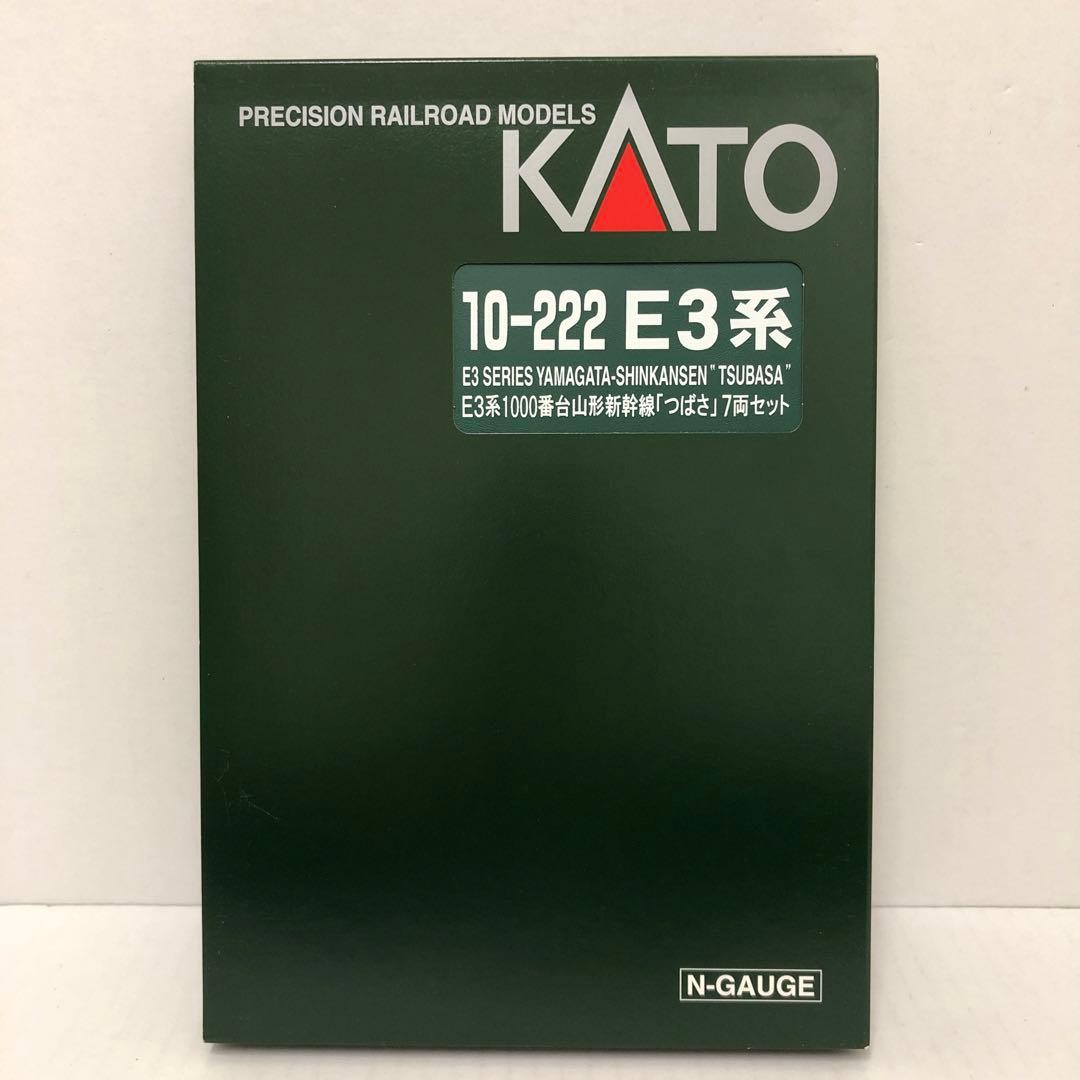 PRECISION RAILROAD MODELS
KATO
10-222 E3系
E3 SERIES YAMAGATA-SHINKANSEN "TSUBASA"
E3系1000番台山形新幹線「つばさ」7両セット
N-GAUGE